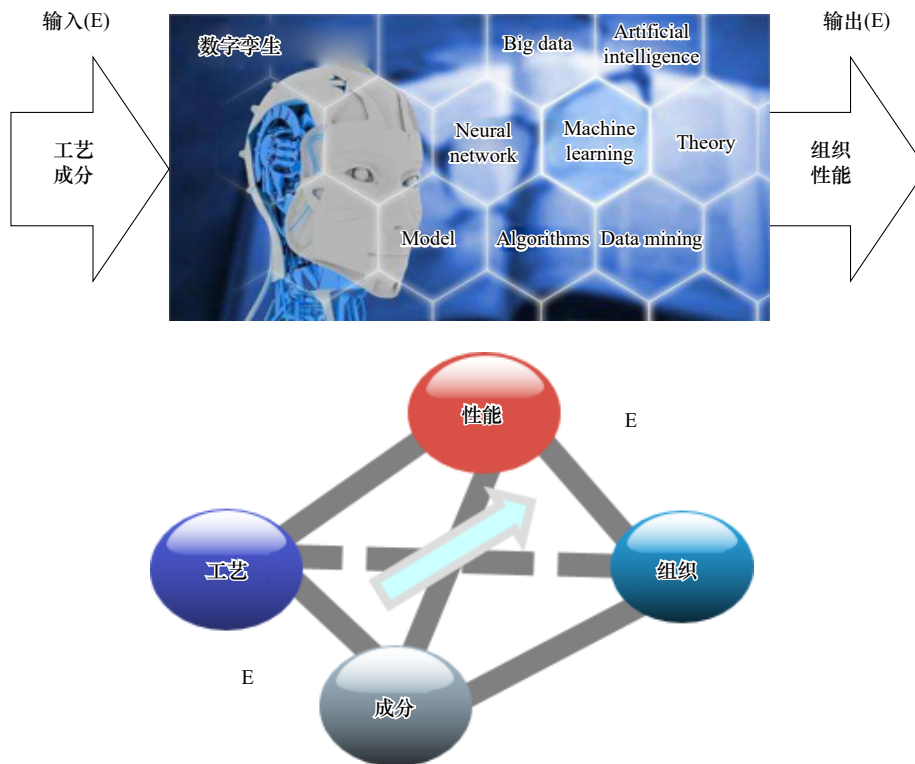 输入(E)
输出(E)
工艺
成分
数字孪生
Big data
Artificial
intelligence
Neural
network
Machine
learning
Theory
Model
Algorithms
Data mining
组织
性能
性能
E
工艺
组织
E
成分